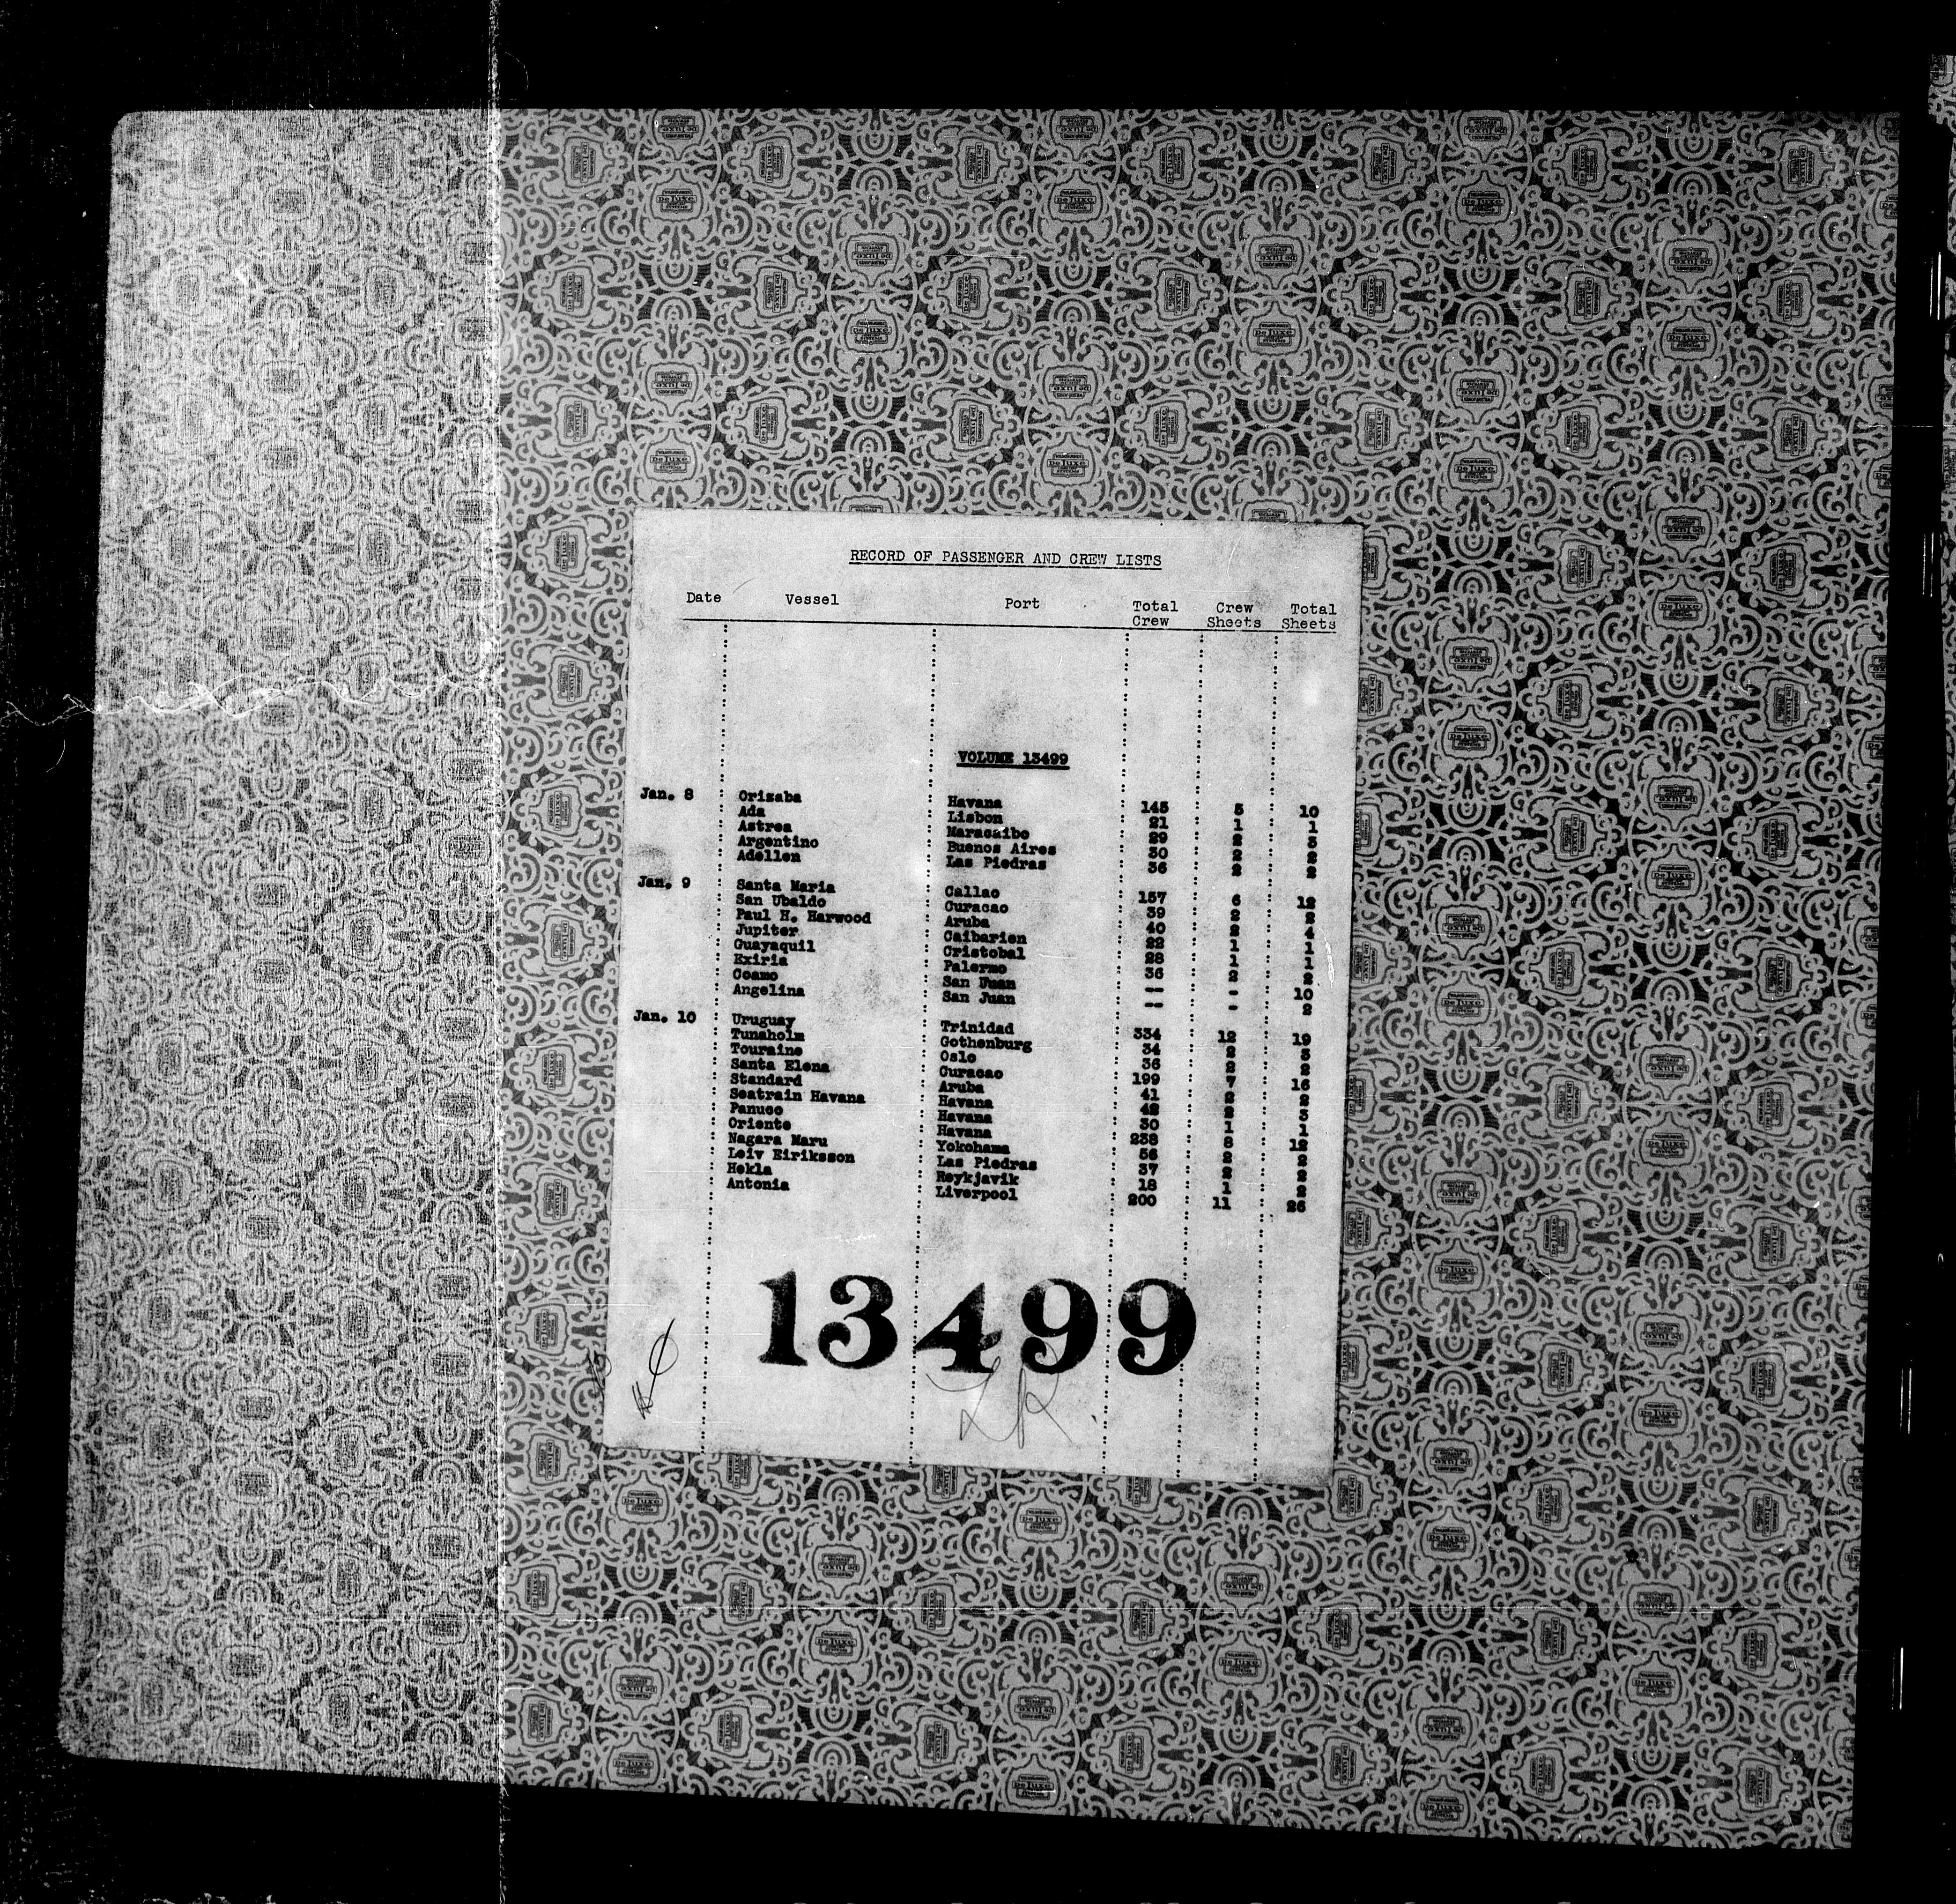 RECORD OF PASSENGER AND CREW LISTS
Date Vessel Port Total Crew Crew Sheets Total Sheets
VOLUME 13499
Jan. 8 Orizaba Havana 145 5 10
Ada Lisbon 21 1 1
Astrea Maracaibo 29 2 3
Argentino Buenos Aires 30 2 2
Adellen Las Piedras 36 2 2
Jan. 9 Santa Maria Callao 157 6 12
San Ubaldo Curacao 39 2 2
Paul H. Harwood Aruba 40 2 4
Jupiter Caibarien 22 1 1
Guayaquil Cristobal 28 1 1
Exiria Palermo 36 2 2
Coamo San Juan -- - 10
Angelina San Juan -- - 2
Jan. 10 Uruguay Trinidad 334 12 19
Tunaholm Gothenburg 34 2 3
Touraine Oslo 36 2 2
Santa Elena Curacao 199 7 16
Standard Aruba 41 2 2
Seatrain Havana Havana 42 2 3
Panuco Havana 30 1 1
Oriente Havana 238 8 12
Nagara Maru Yokohama 56 2 2
Leiv Eiriksson Las Piedras 37 2 2
Hekla Reykjavik 18 1 2
Antonia Liverpool 200 11 26
13499